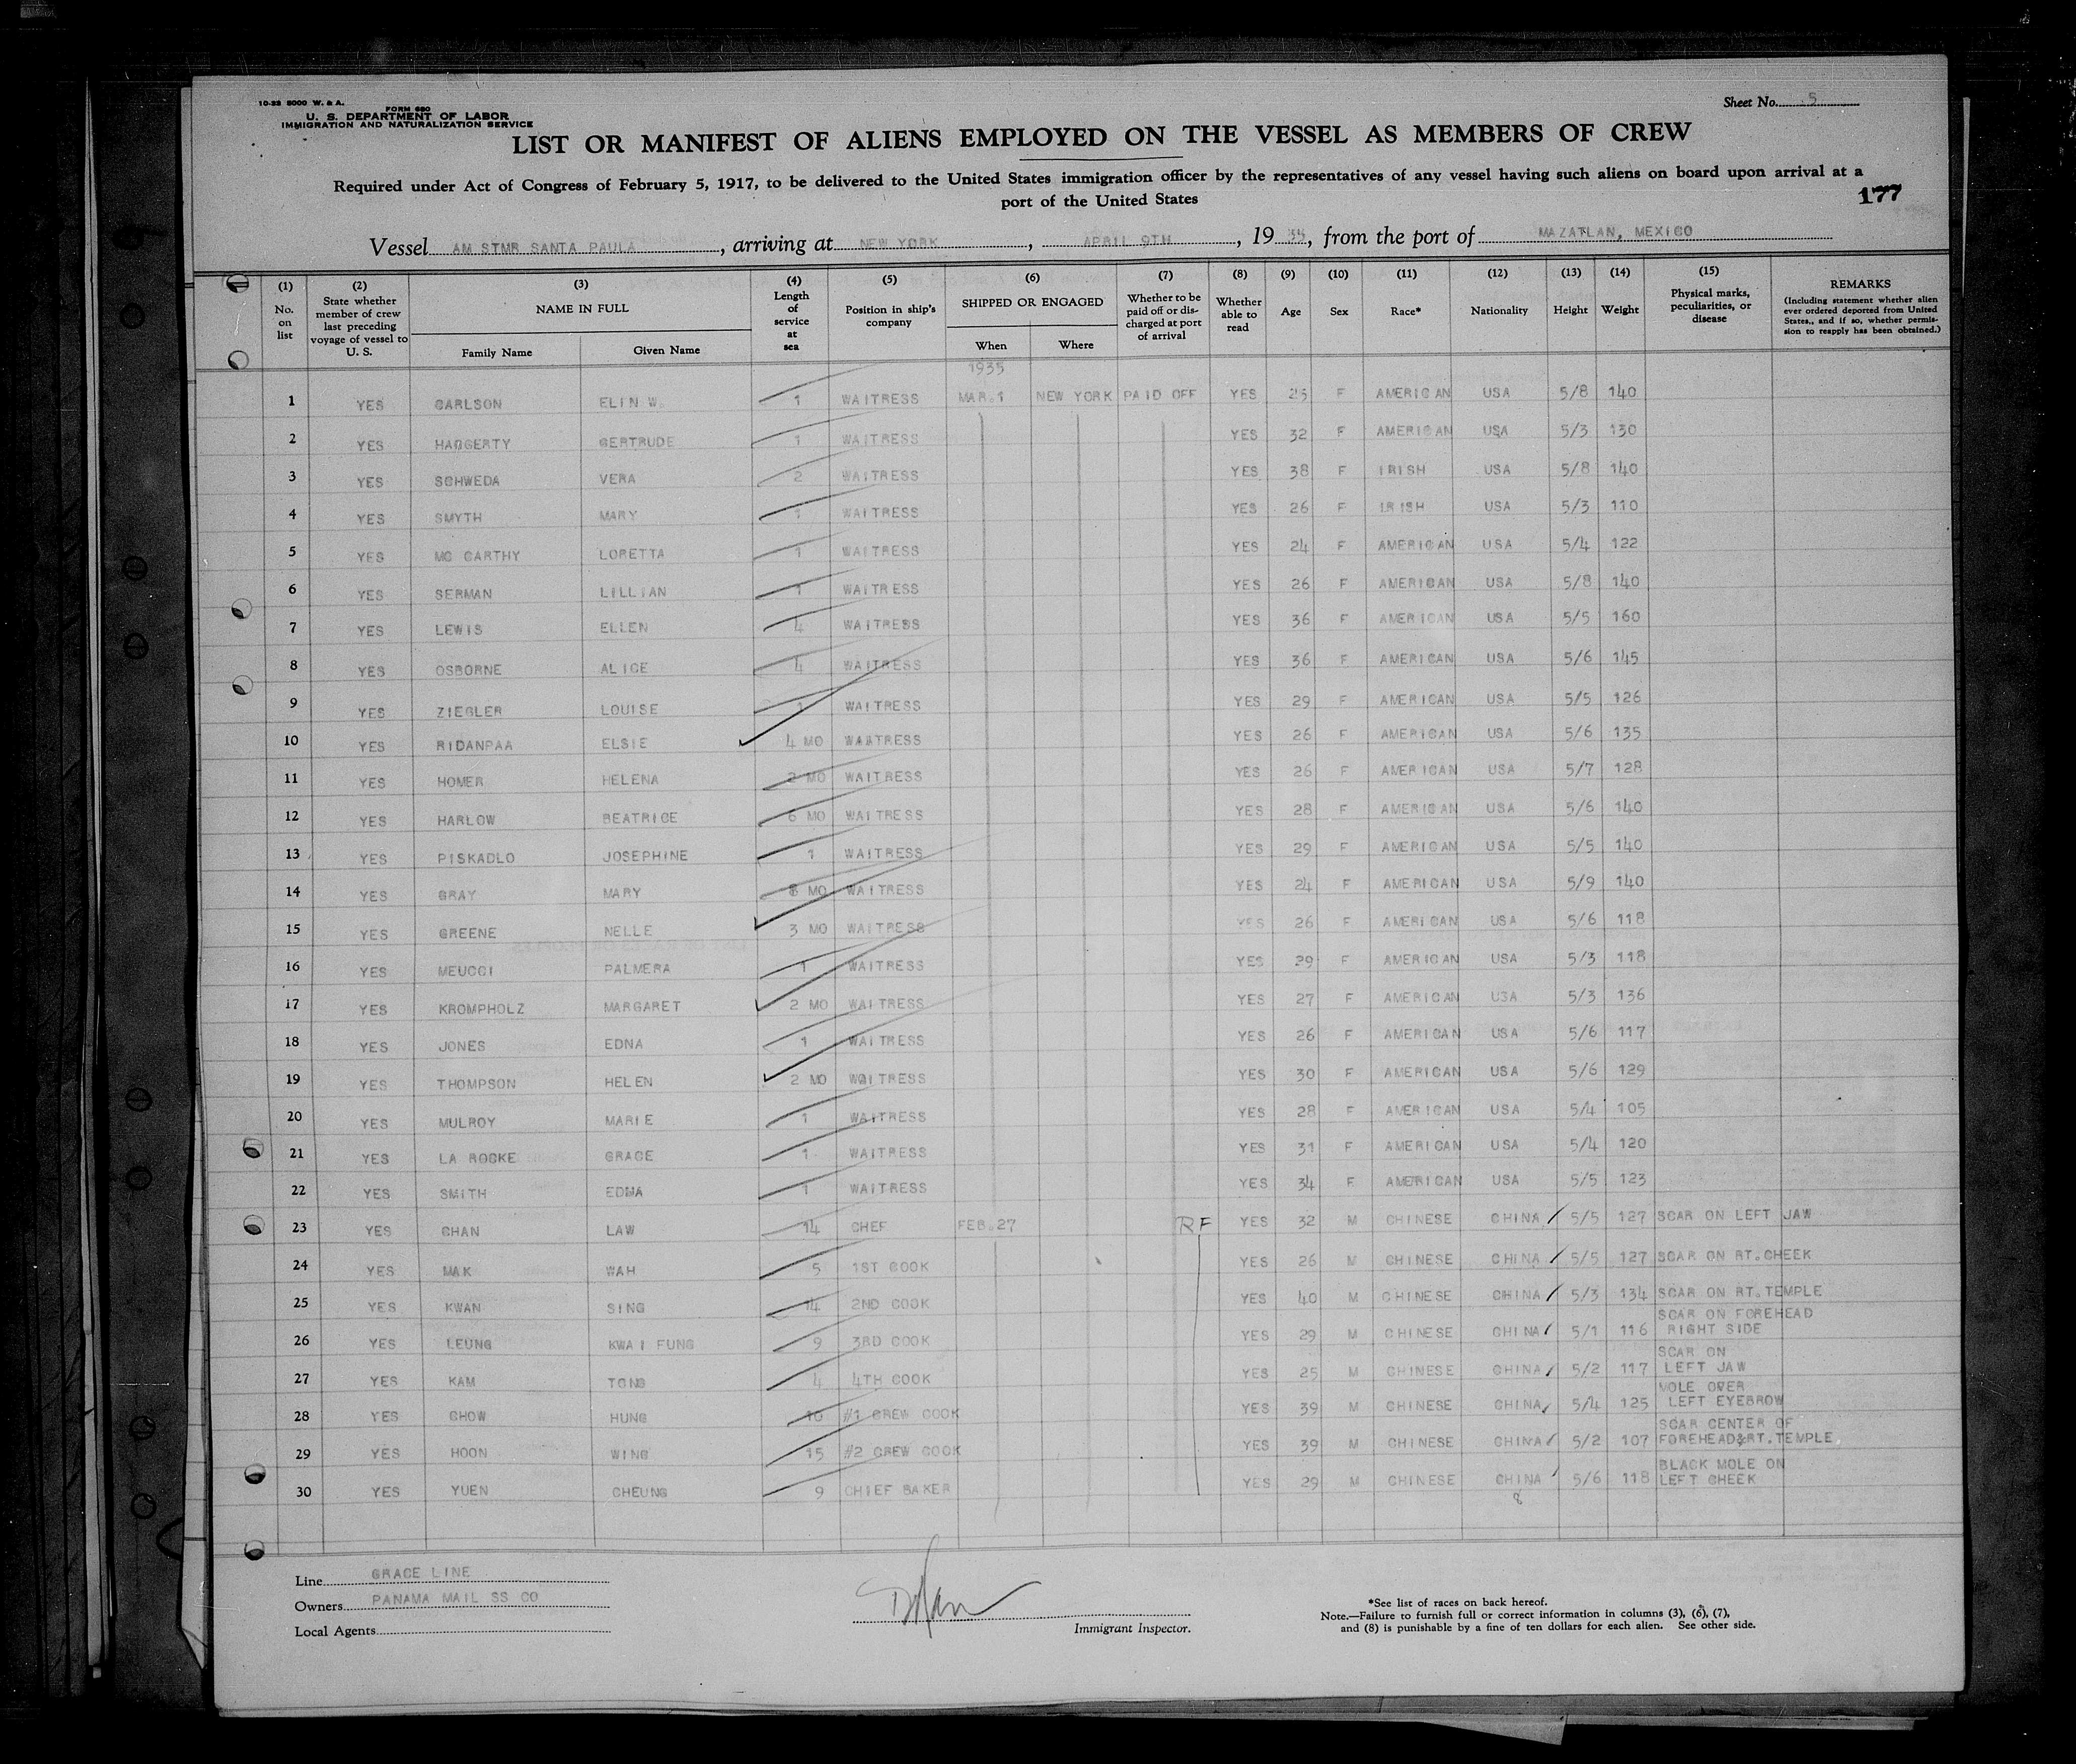 10-33 5000 W. & A.
FORM 680
U. S. DEPARTMENT OF LABOR
IMMIGRATION AND NATURALIZATION SERVICE
Sheet No. 5
LIST OR MANIFEST OF ALIENS EMPLOYED ON THE VESSEL AS MEMBERS OF CREW
Required under Act of Congress of February 5, 1917, to be delivered to the United States immigration officer by the representatives of any vessel having such aliens on board upon arrival at a
port of the United States
177
Vessel AM STMR SANTA PAULA, arriving at NEW YORK, APRIL 9TH, 19 35, from the port of MAZATLAN, MEXICO
(1) No. on list (2) State whether member of crew last preceding voyage of vessel to U. S. (3) NAME IN FULL Family Name Given Name (4) Length of service at sea (5) Position in ship's company (6) SHIPPED OR ENGAGED When Where (7) Whether to be paid off or discharged at port of arrival (8) Whether able to read (9) Age (10) Sex (11) Race* (12) Nationality (13) Height (14) Weight (15) Physical marks, peculiarities, or disease REMARKS (Including statement whether alien ever ordered deported from United States, and if so, whether permission to reapply has been obtained.)
1935
1 YES CARLSON ELIN W. 1 WAITRESS MAR.1 NEW YORK PAID OFF YES 25 F AMERICAN USA 5/8 140
2 YES HAGGERTY GERTRUDE 1 WAITRESS YES 32 F AMERICAN USA 5/3 130
3 YES SCHWEDA VERA 2 WAITRESS YES 38 F IRISH USA 5/8 140
4 YES SMYTH MARY 1 WAITRESS YES 26 F IRISH USA 5/3 110
5 YES MC CARTHY LORETTA 1 WAITRESS YES 24 F AMERICAN USA 5/4 122
6 YES SERMAN LILLIAN 1 WAITRESS YES 26 F AMERICAN USA 5/8 140
7 YES LEWIS ELLEN 4 WAITRESS YES 36 F AMERICAN USA 5/5 160
8 YES OSBORNE ALICE 4 WAITRESS YES 36 F AMERICAN USA 5/6 145
9 YES ZIEGLER LOUISE 1 WAITRESS YES 29 F AMERICAN USA 5/5 126
10 YES RIDANPAA ELSIE 4 MO WAATRESS YES 26 F AMERICAN USA 5/6 135
11 YES HOMER HELENA 2 MO WAITRESS YES 26 F AMERICAN USA 5/7 128
12 YES HARLOW BEATRICE 6 MO WAITRESS YES 28 F AMERICAN USA 5/6 140
13 YES PISKADLO JOSEPHINE 1 WAITRESS YES 29 F AMERICAN USA 5/5 140
14 YES GRAY MARY 8 MO WAITRESS YES 24 F AMERICAN USA 5/9 140
15 YES GREENE NELLE 3 MO WAITRESS YES 26 F AMERICAN USA 5/6 118
16 YES MEUCCI PALMERA 1 WAITRESS YES 29 F AMERICAN USA 5/3 118
17 YES KROMPHOLZ MARGARET 2 MO WAITRESS YES 27 F AMERICAN USA 5/3 136
18 YES JONES EDNA 1 WAITRESS YES 26 F AMERICAN USA 5/6 117
19 YES THOMPSON HELEN 2 MO WAITRESS YES 30 F AMERICAN USA 5/6 129
20 YES MULROY MARIE 1 WAITRESS YES 28 F AMERICAN USA 5/4 105
21 YES LA ROCKE GRACE 1 WAITRESS YES 31 F AMERICAN USA 5/4 120
22 YES SMITH EDNA 1 WAITRESS YES 34 F AMERICAN USA 5/5 123
23 YES CHAN LAW 14 CHEF FEB.27 RF YES 32 M CHINESE CHINA 5/5 127 SCAR ON LEFT JAW
24 YES MAK WAH 5 1ST COOK YES 26 M CHINESE CHINA 5/5 127 SCAR ON RT.CHEEK
25 YES KWAN SING 14 2ND COOK YES 40 M CHINESE CHINA 5/3 134 SCAR ON RT.TEMPLE
26 YES LEUNG KWAI FUNG 9 3RD COOK YES 29 M CHINESE CHINA 5/1 116 SCAR ON FOREHEAD RIGHT SIDE
27 YES KAM TONG 4 4TH COOK YES 25 M CHINESE CHINA 5/2 117 SCAR ON LEFT JAW
28 YES CHOW HUNG 10 #1 CREW COOK YES 39 M CHINESE CHINA 5/4 125 MOLE OVER LEFT EYEBROW
29 YES HOON WING 15 #2 CREW COOK YES 39 M CHINESE CHINA 5/2 107 SCAR CENTER OF FOREHEAD&RT.TEMPLE
30 YES YUEN CHEUNG 9 CHIEF BAKER YES 29 M CHINESE CHINA 5/6 118 BLACK MOLE ON LEFT CHEEK
8
Line GRACE LINE
Owners PANAMA MAIL SS CO
Local Agents
Immigrant Inspector.
*See list of races on back hereof.
Note.—Failure to furnish full or correct information in columns (3), (6), (7),
and (8) is punishable by a fine of ten dollars for each alien. See other side.